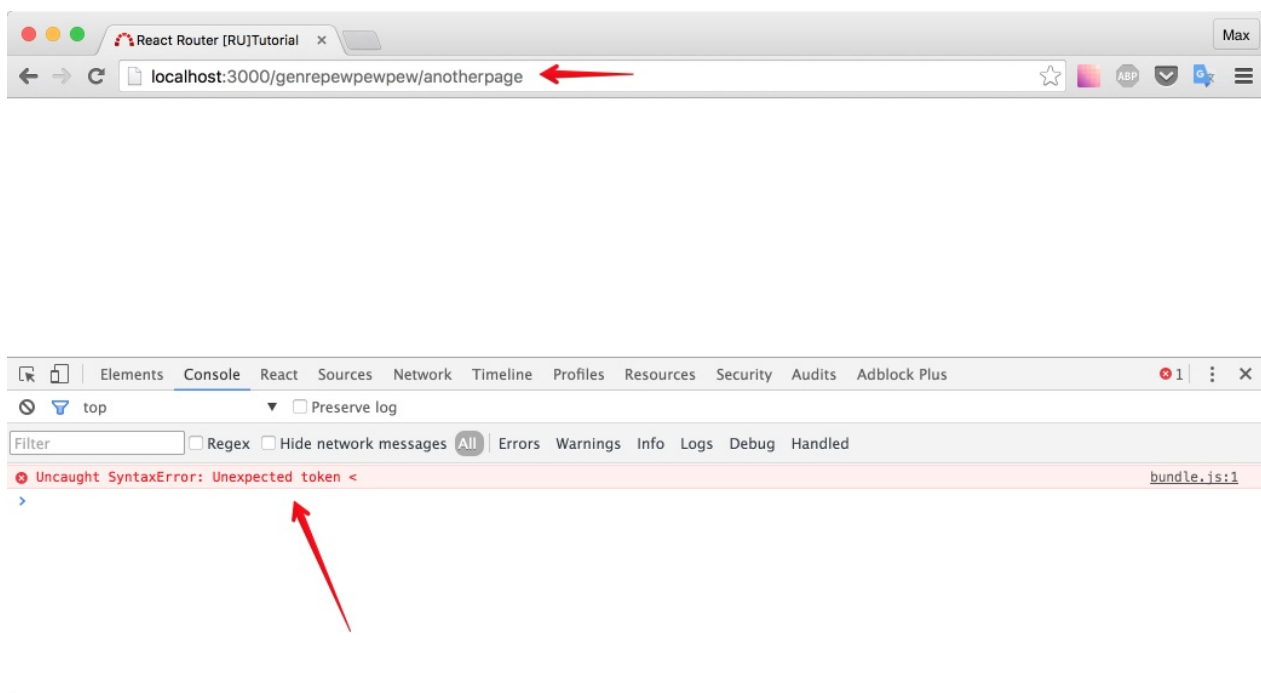 React Router [RU]Tutorial
Max
localhost:3000/genrepewpewpew/anotherpage
ABP
Elements Console React Sources Network Timeline Profiles Resources Security Audits Adblock Plus 1
top Preserve log
Filter Regex Hide network messages All Errors Warnings Info Logs Debug Handled
Uncaught SyntaxError: Unexpected token < bundle.js:1